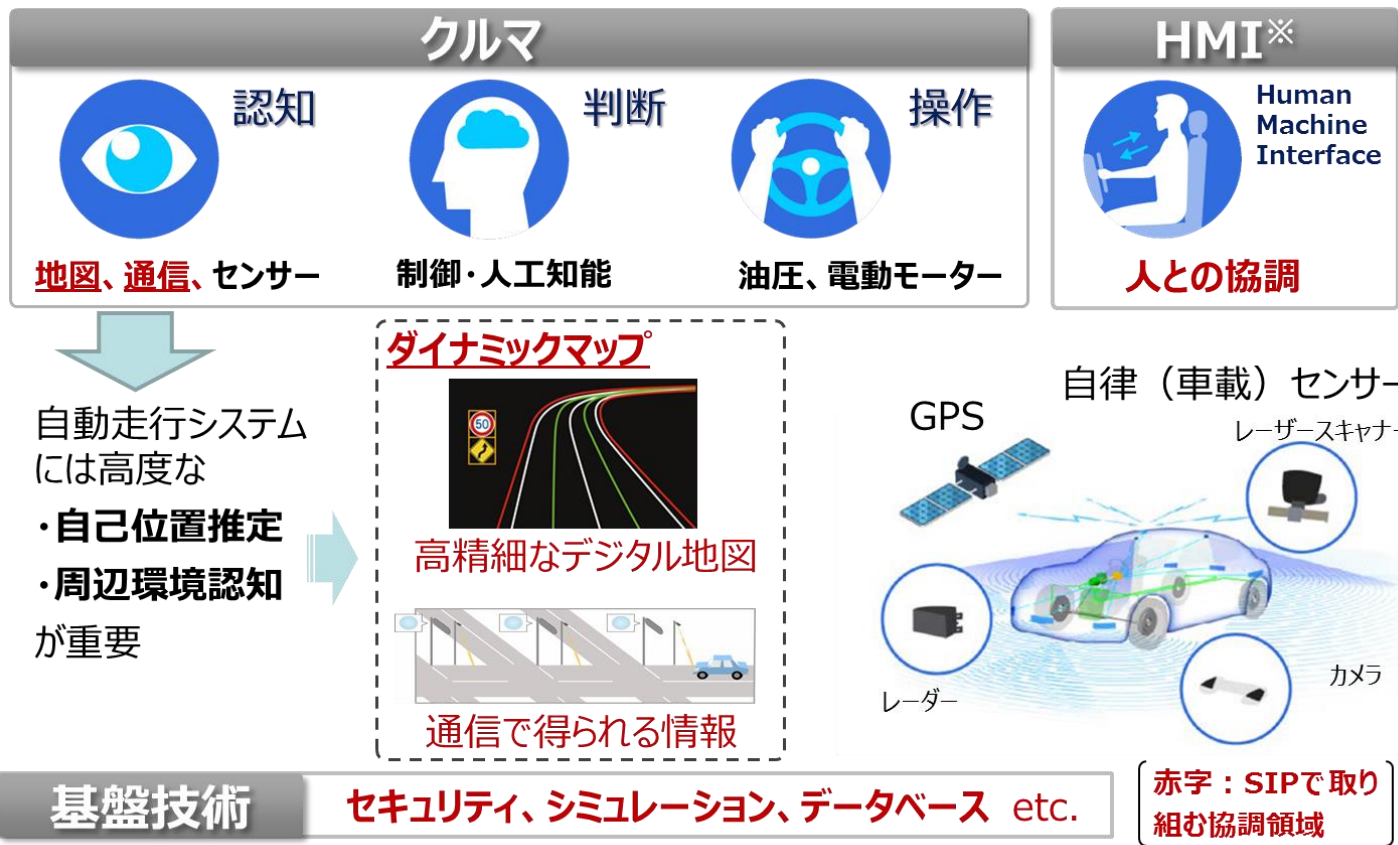 クルマ
HMI※
認知
判断
操作
Human
Machine
Interface
地図、通信、センサー
制御・人工知能
油圧、電動モーター
人との協調
自動走行システム
には高度な
・自己位置推定
・周辺環境認知
が重要
ダイナミックマップ
50
高精細なデジタル地図
通信で得られる情報
自律（車載）センサー
GPS
レーザースキャナー
レーダー
カメラ
基盤技術
セキュリティ、シミュレーション、データベース etc.
赤字：SIPで取り
組む協調領域